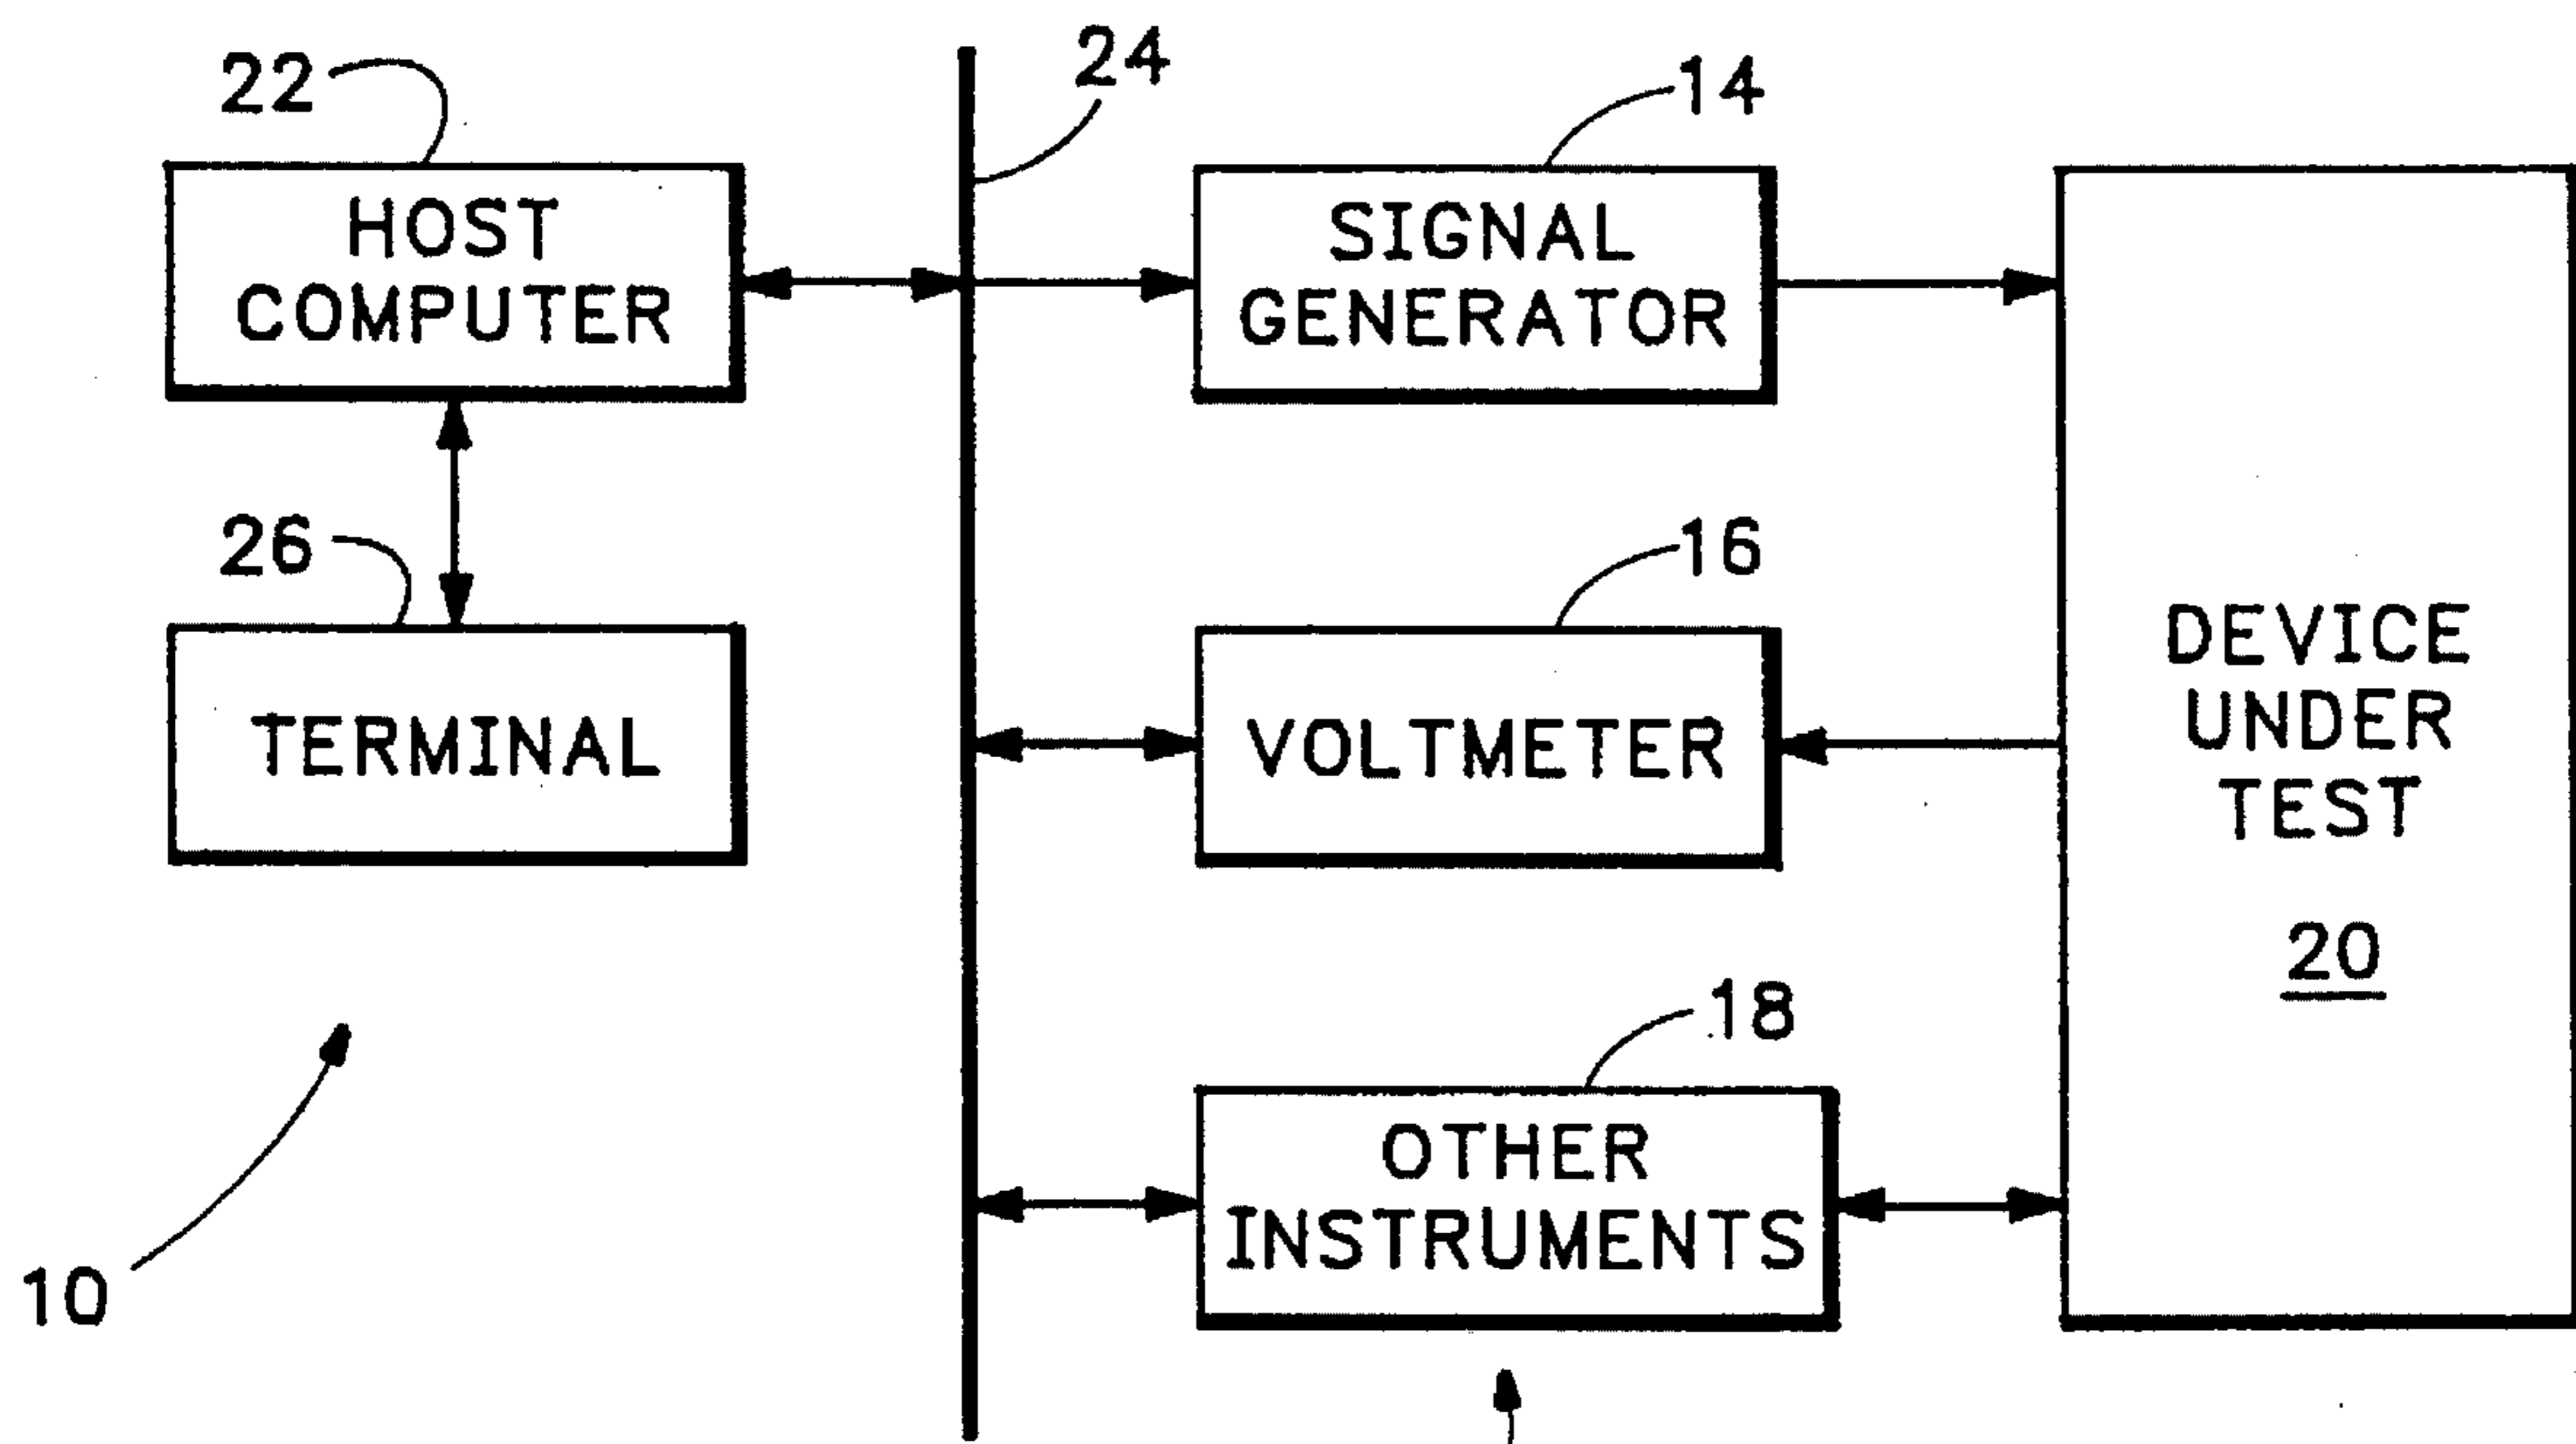 22
24
14
HOST
COMPUTER
SIGNAL
GENERATOR
26
16
TERMINAL
VOLTMETER
DEVICE
UNDER
TEST
20
18
OTHER
INSTRUMENTS
10